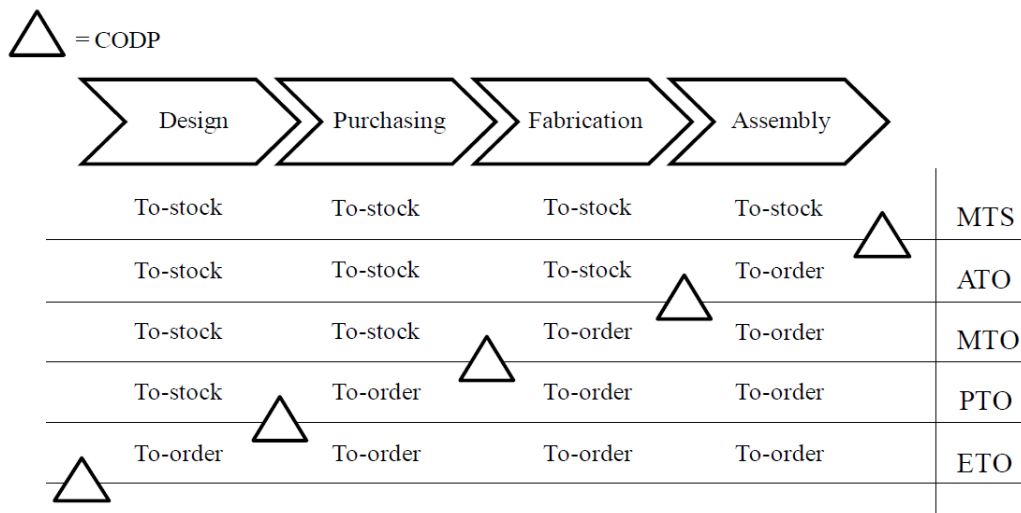 = CODP
Design Purchasing Fabrication Assembly
To-stock To-stock To-stock To-stock MTS
To-stock To-stock To-stock To-order ATO
To-stock To-stock To-order To-order MTO
To-stock To-order To-order To-order PTO
To-order To-order To-order To-order ETO